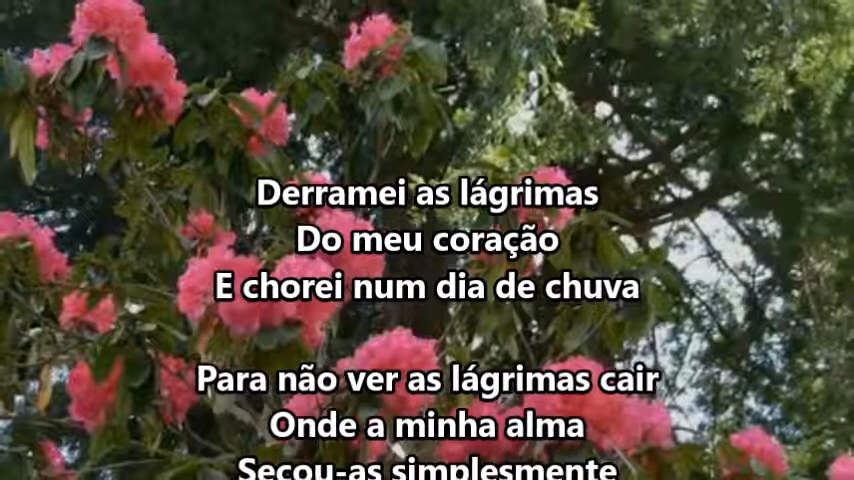 Derramei as lágrimas
Do meu coração
E chorei num dia de chuva
Para não ver as lágrimas cair
Onde a minha alma
Secou-as simplesmente